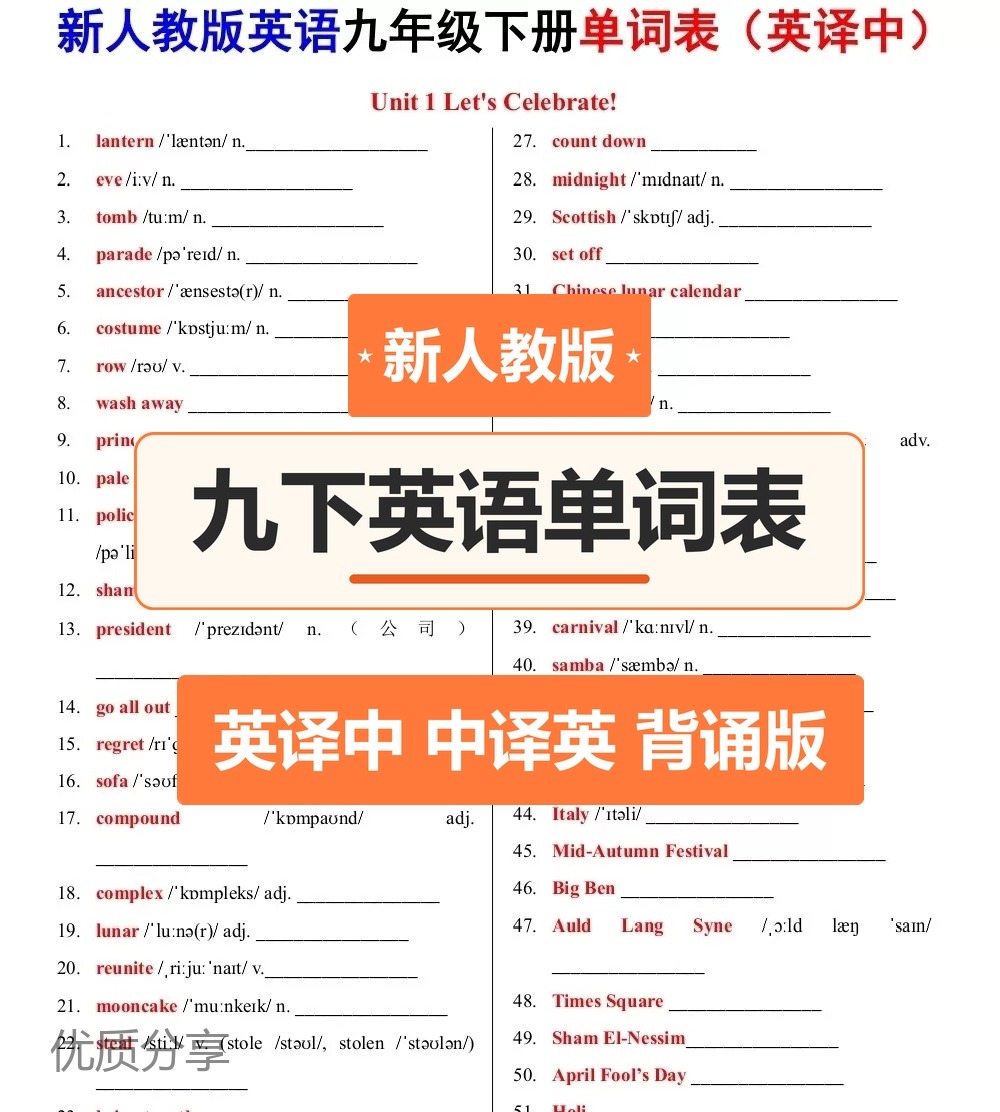 新人教版英语九年级下册单词表（英译中）
Unit 1 Let's Celebrate!
1. lantern /ˈlæntən/ n.
2. eve /iːv/ n.
3. tomb /tuːm/ n.
4. parade /pəˈreɪd/ n.
5. ancestor /ˈænsestə(r)/ n.
6. costume /ˈkɒstjuːm/ n.
7. row /rəʊ/ v.
8. wash away
9.
10. pale
11.
12.
13. president /ˈprezɪdənt/ n. （公司）
14. go all out
15. regret
16. sofa
17. compound /ˈkɒmpaʊnd/ adj.
18. complex /ˈkɒmpleks/ adj.
19. lunar /ˈluːnə(r)/ adj.
20. reunite /ˌriːjuːˈnaɪt/ v.
21. mooncake /ˈmuːnkeɪk/ n.
22. steal /stiːl/ v. (stole /stəʊl/, stolen /ˈstəʊlən/)
27. count down
28. midnight /ˈmɪdnaɪt/ n.
29. Scottish /ˈskɒtɪʃ/ adj.
30. set off
31. Chinese lunar calendar
n.
adv.
39. carnival /ˈkɑːnɪvl/ n.
40. samba /ˈsæmbə/ n.
44. Italy /ˈɪtəli/
45. Mid-Autumn Festival
46. Big Ben
47. Auld Lang Syne /ˌɔːld læŋ ˈsaɪn/
48. Times Square
49. Sham El-Nessim
50. April Fool’s Day
51. Holi
新人教版
九下英语单词表
英译中 中译英 背诵版
优质分享